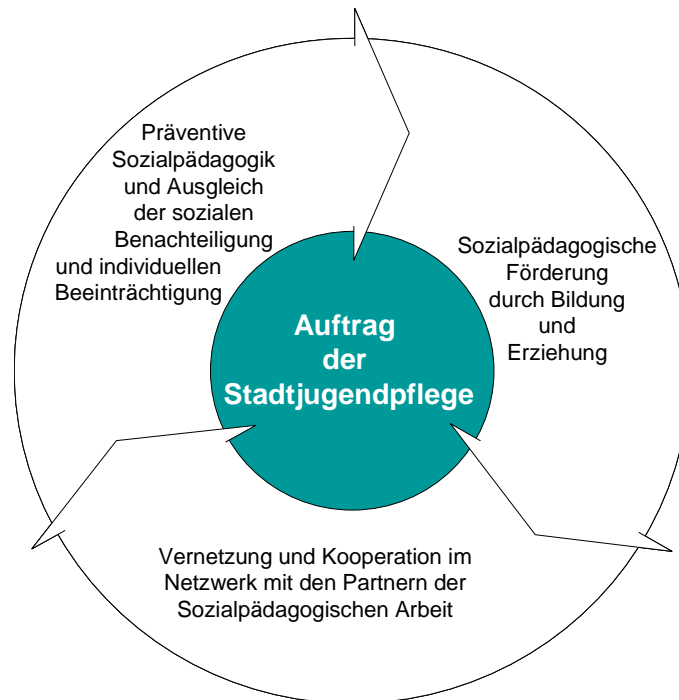 Präventive
Sozialpädagogik
und Ausgleich
der sozialen
Benachteiligung
und individuellen
Beeinträchtigung
Sozialpädagogische
Förderung
durch Bildung
und
Erziehung
Auftrag
der
Stadtjugendpflege
Vernetzung und Kooperation im
Netzwerk mit den Partnern der
Sozialpädagogischen Arbeit